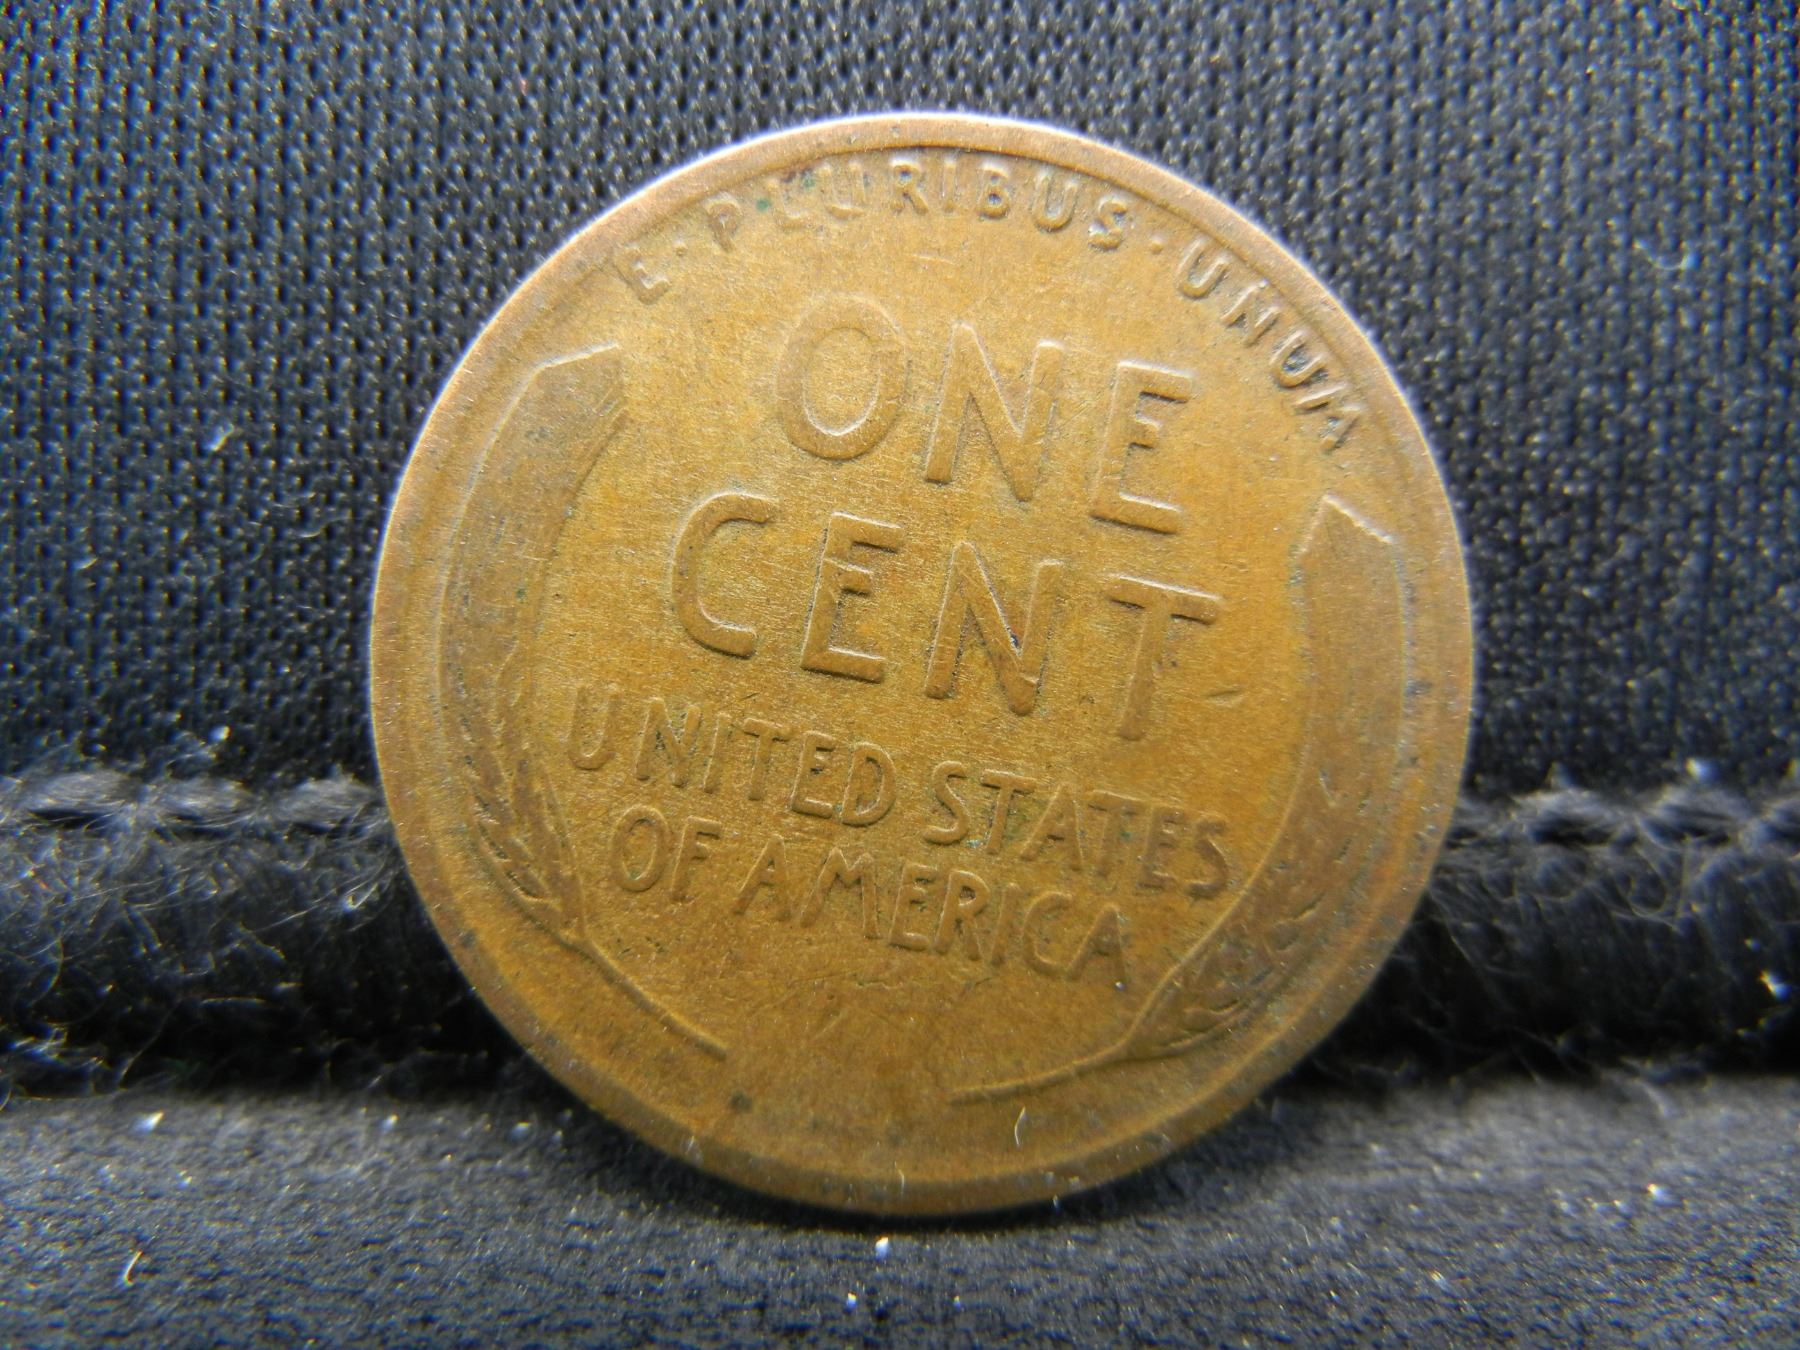 E·PLURIBUS·UNUM
ONE
CENT
UNITED STATES
OF AMERICA